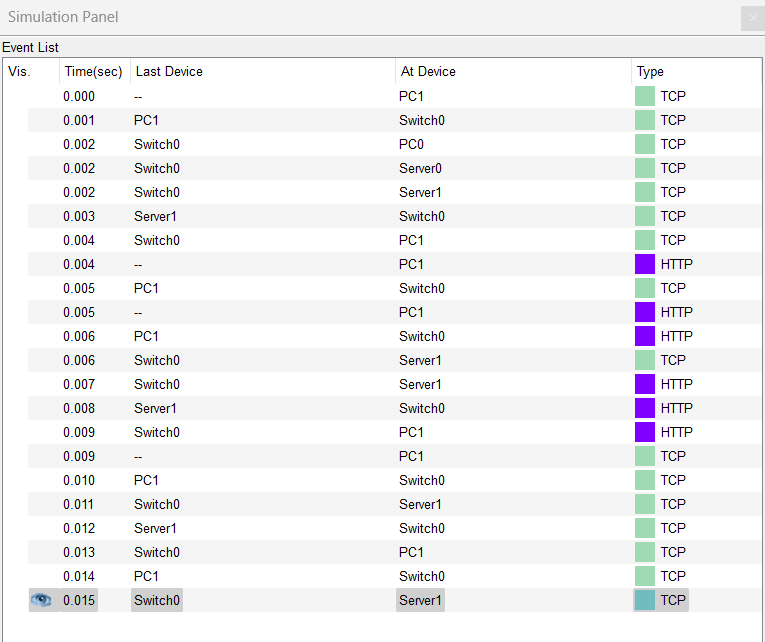 Simulation Panel
Event List
Vis. Time(sec) Last Device At Device Type
0.000 -- PC1 TCP
0.001 PC1 Switch0 TCP
0.002 Switch0 PC0 TCP
0.002 Switch0 Server0 TCP
0.002 Switch0 Server1 TCP
0.003 Server1 Switch0 TCP
0.004 Switch0 PC1 TCP
0.004 -- PC1 HTTP
0.005 PC1 Switch0 TCP
0.005 -- PC1 HTTP
0.006 PC1 Switch0 HTTP
0.006 Switch0 Server1 TCP
0.007 Switch0 Server1 HTTP
0.008 Server1 Switch0 HTTP
0.009 Switch0 PC1 HTTP
0.009 -- PC1 TCP
0.010 PC1 Switch0 TCP
0.011 Switch0 Server1 TCP
0.012 Server1 Switch0 TCP
0.013 Switch0 PC1 TCP
0.014 PC1 Switch0 TCP
0.015 Switch0 Server1 TCP